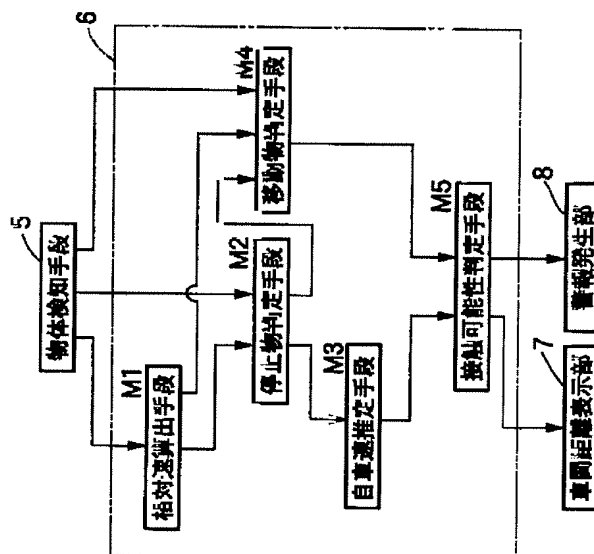 5
物体検知手段
6
M1
相対速算出手段
M2
停止物判定手段
M4
移動物判定手段
M3
自車速推定手段
M5
接触可能性判定手段
7
車間距離表示部
8
警報発生部